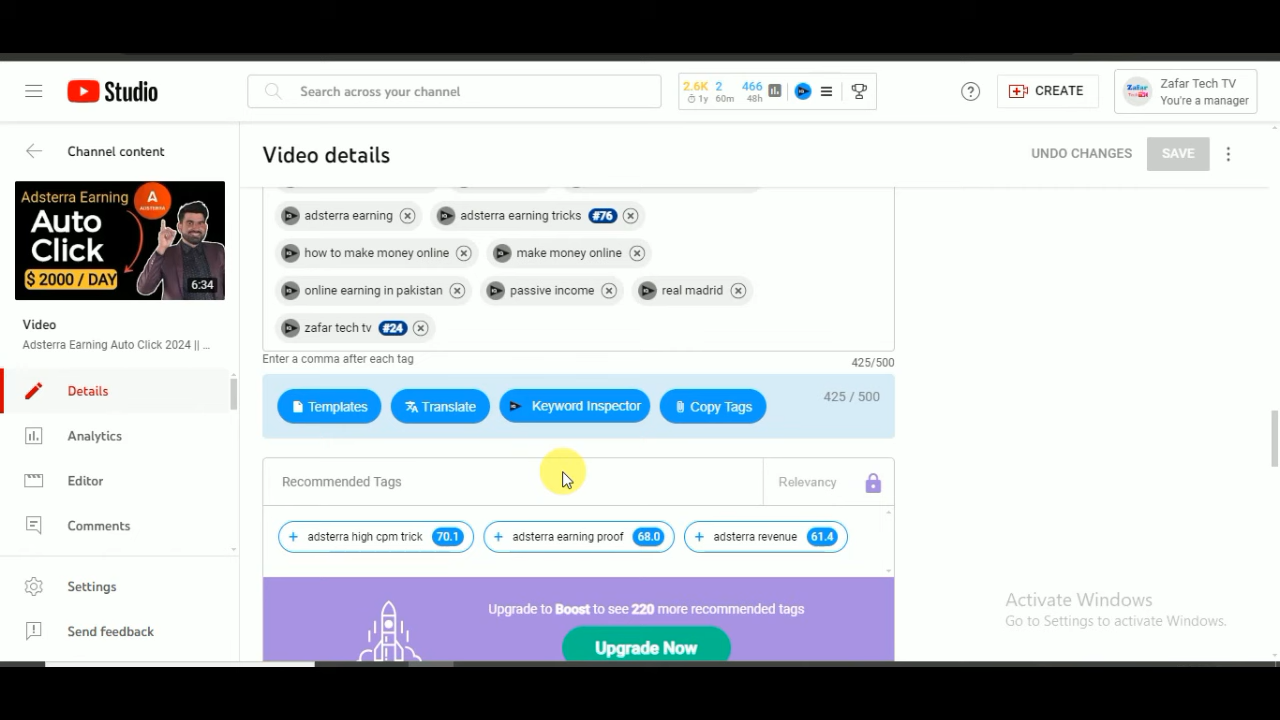 Studio
Search across your channel
2.6K 2 466
1y 60m 48h
?
CREATE
Zafar Tech TV
You're a manager
Channel content
Video details
UNDO CHANGES
SAVE
Adsterra Earning
A
ADSTERRA
Auto
Click
$ 2000 / DAY
6:34
Video
Adsterra Earning Auto Click 2024 || ...
Details
Analytics
Editor
Comments
Settings
Send feedback
adsterra earning
adsterra earning tricks #76
how to make money online
make money online
online earning in pakistan
passive income
real madrid
zafar tech tv #24
Enter a comma after each tag
425/500
Templates
Translate
Keyword Inspector
Copy Tags
425 / 500
Recommended Tags
Relevancy
+ adsterra high cpm trick 70.1
+ adsterra earning proof 68.0
+ adsterra revenue 61.4
Upgrade to Boost to see 220 more recommended tags
Upgrade Now
Activate Windows
Go to Settings to activate Windows.